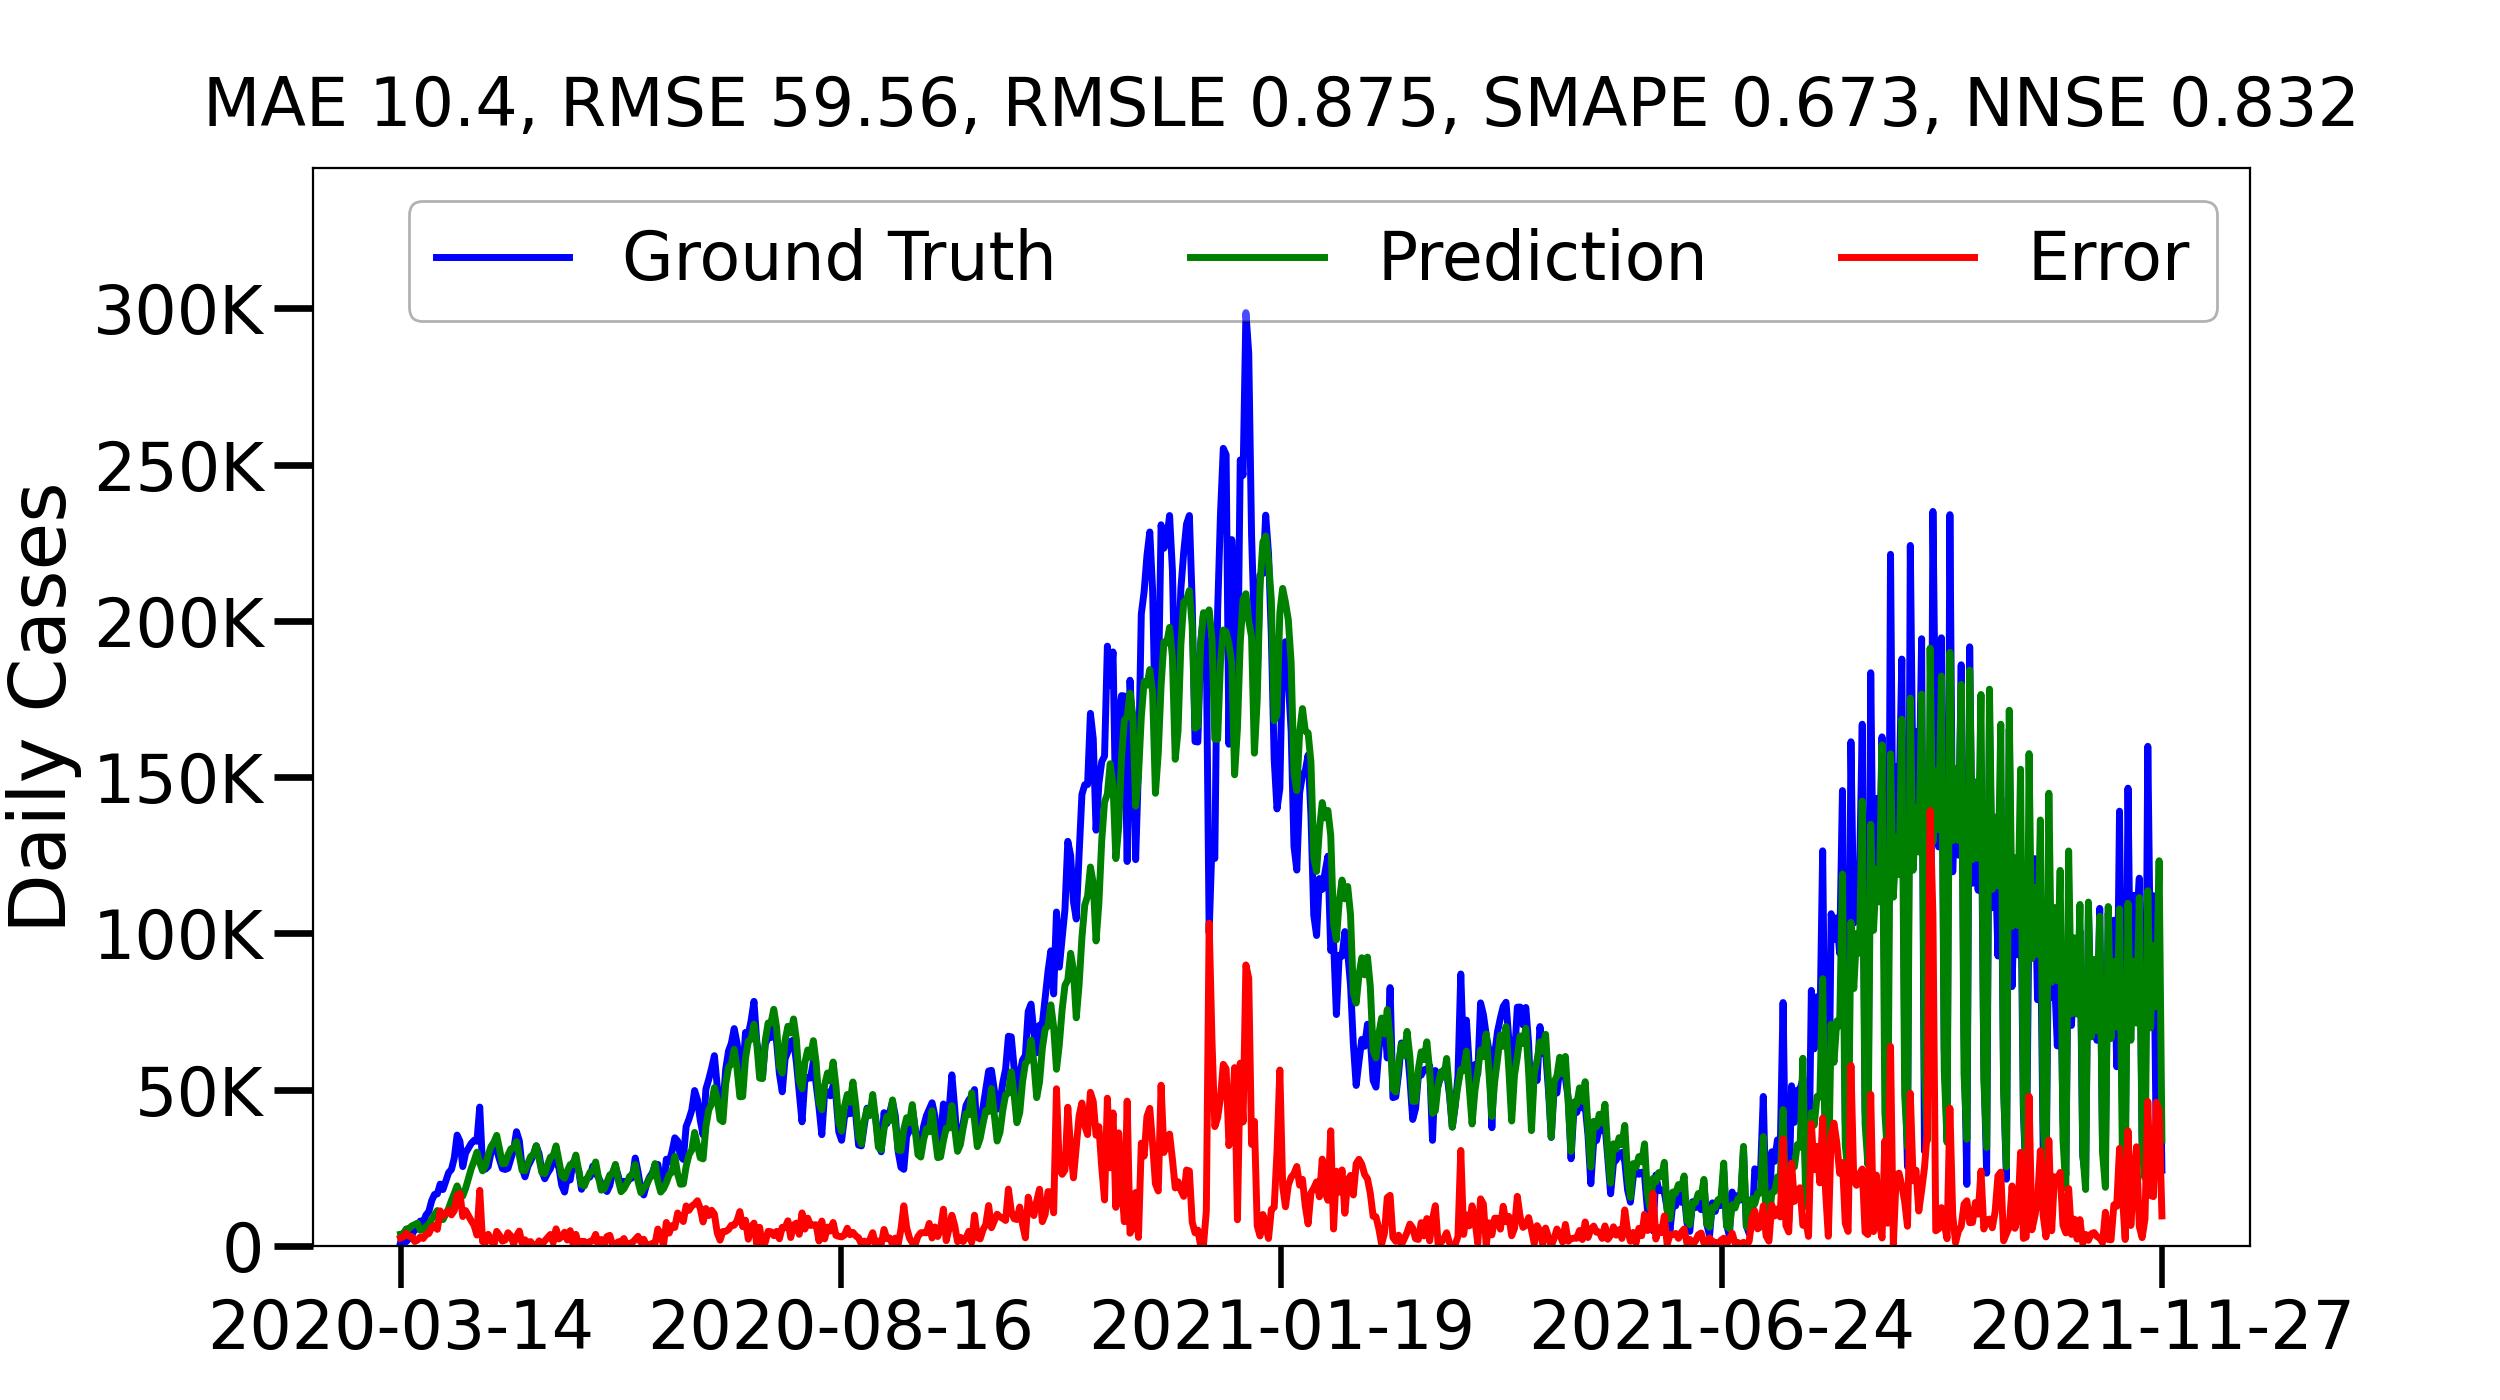 MAE 10.4, RMSE 59.56, RMSLE 0.875, SMAPE 0.673, NNSE 0.832
Ground Truth Prediction Error
300K
250K
200K
150K
100K
50K
0
Daily Cases
2020-03-14 2020-08-16 2021-01-19 2021-06-24 2021-11-27